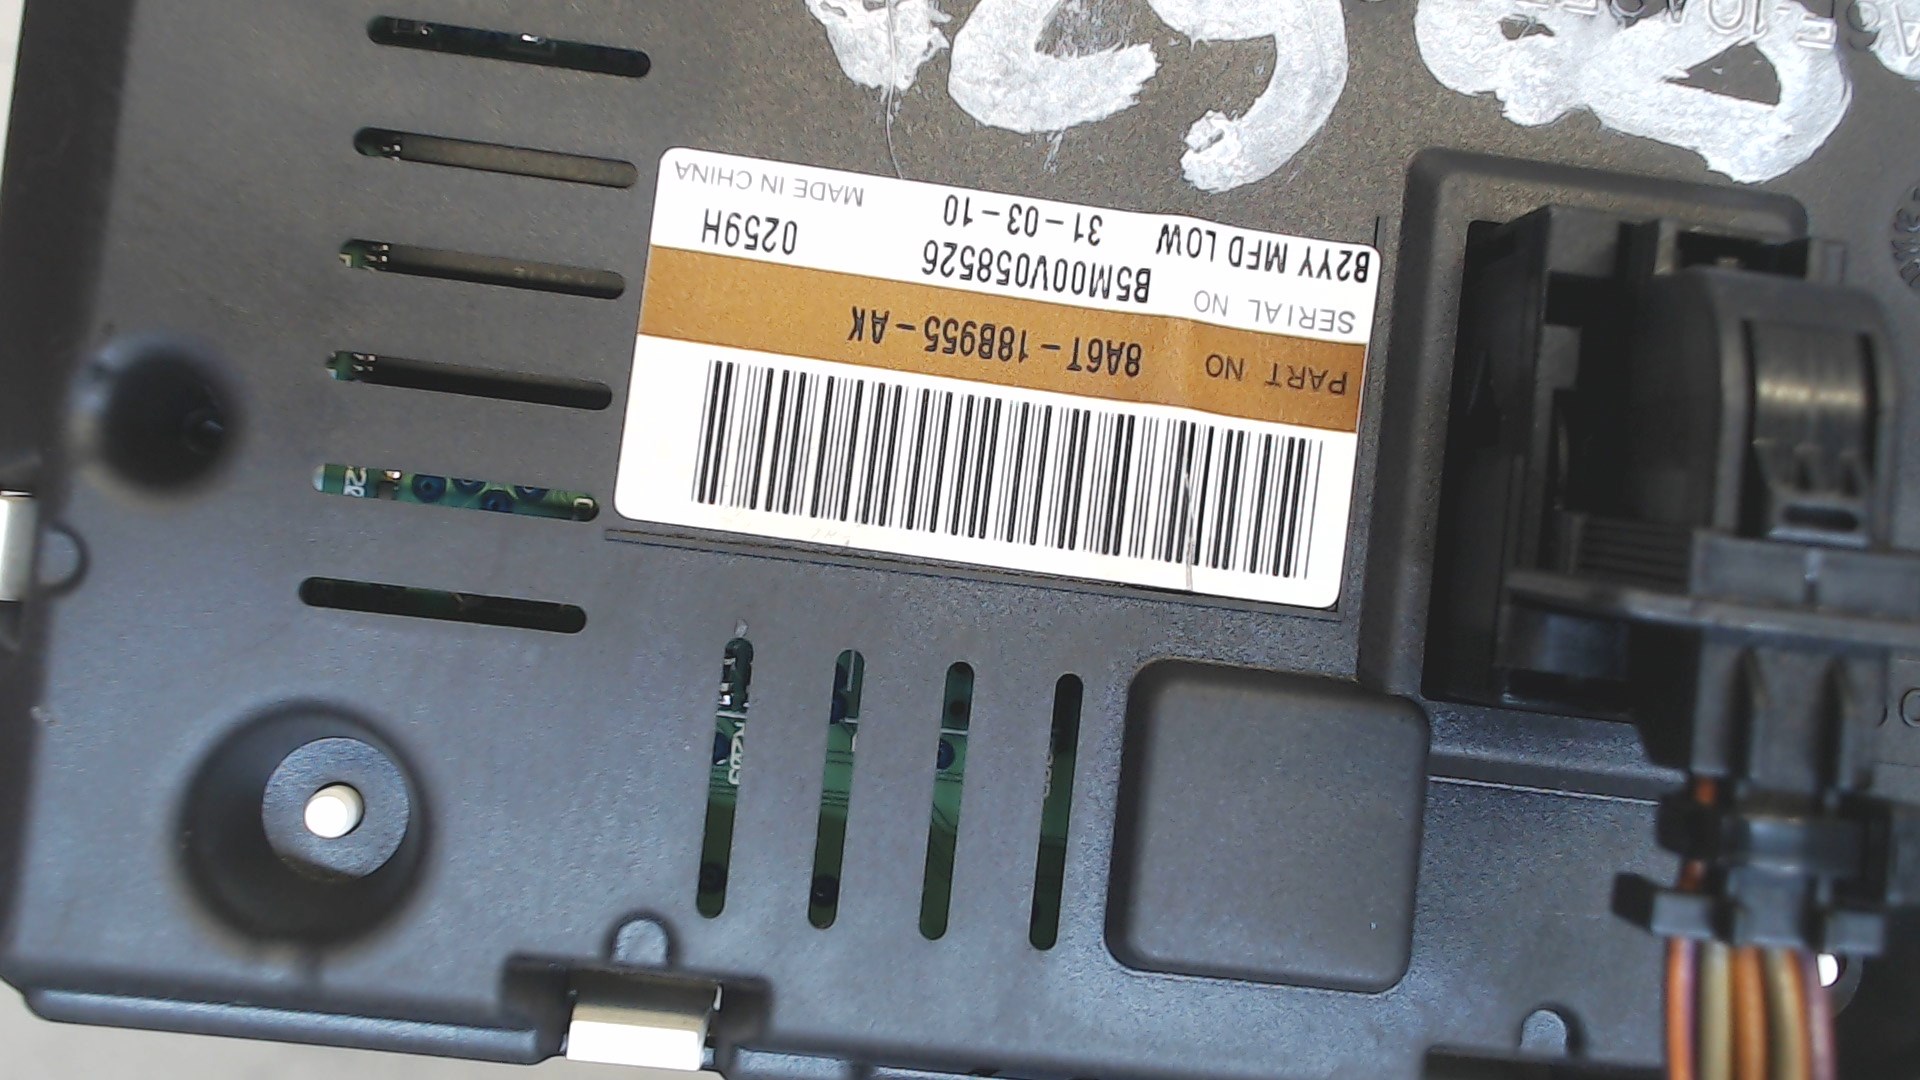 PART NO 8A6T-18B955-AK
SERIAL NO B5M00V058526 0259H
B2YY MFD LOW 31-03-10 MADE IN CHINA